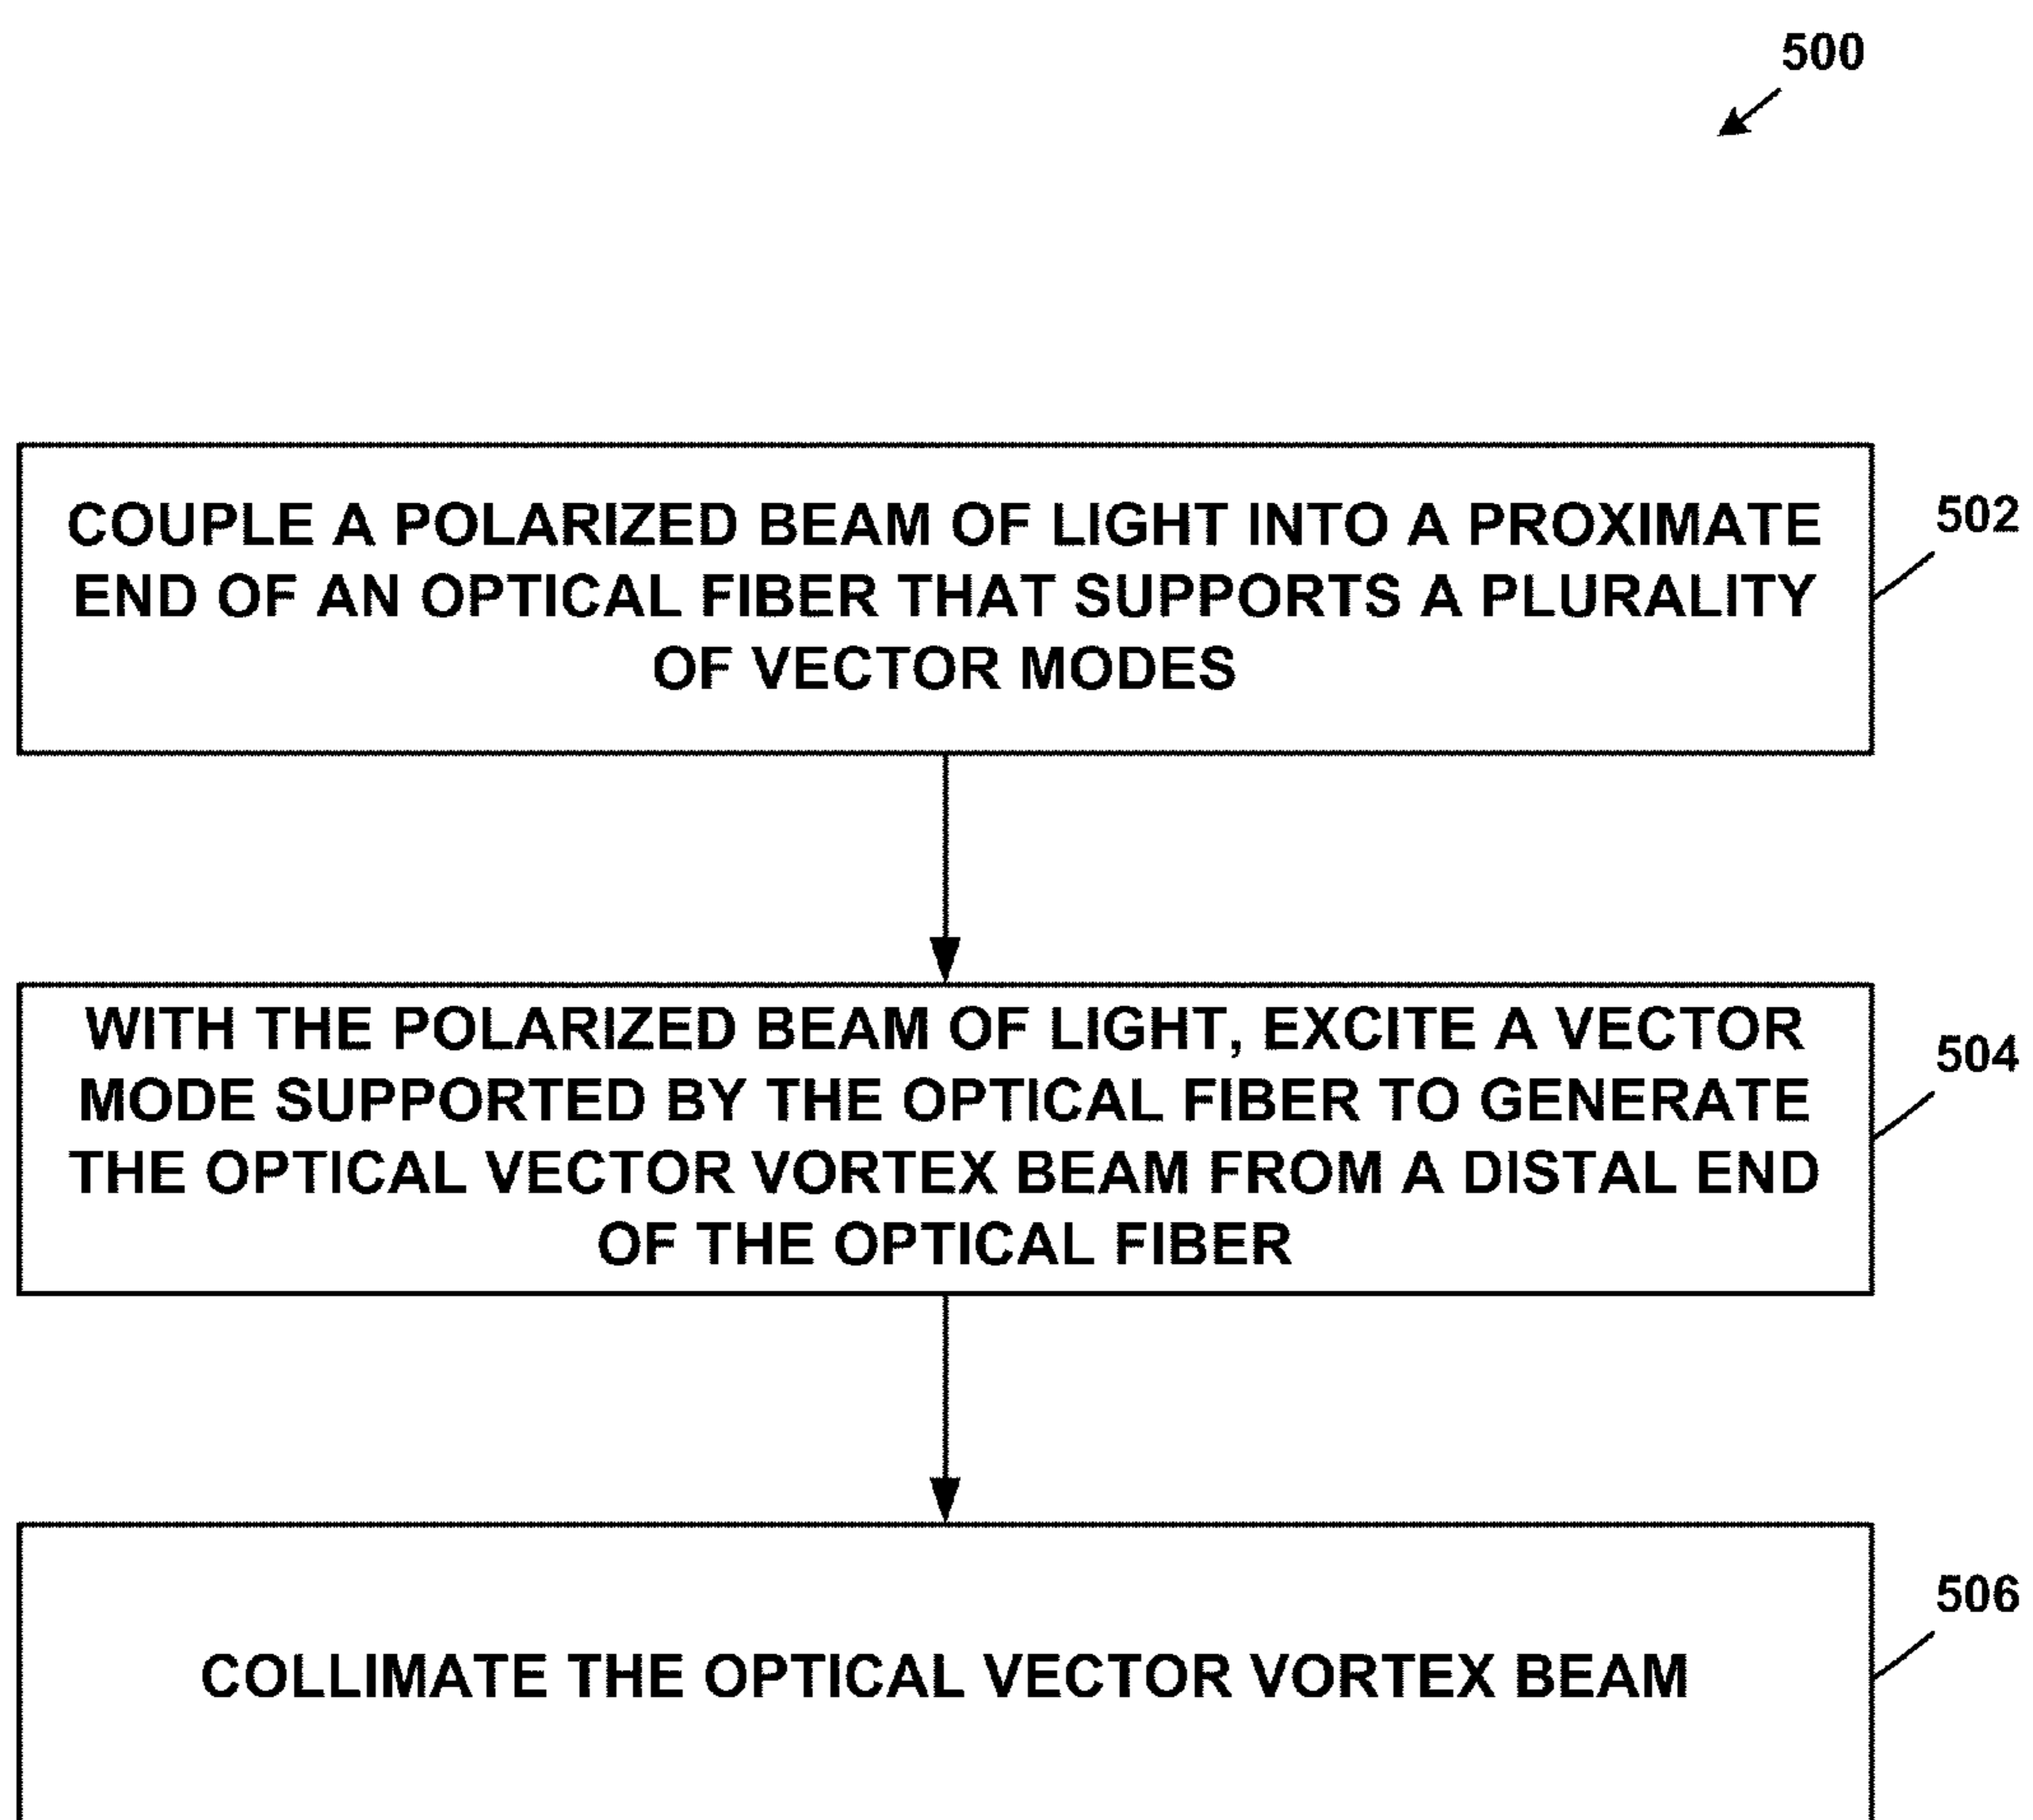 500
COUPLE A POLARIZED BEAM OF LIGHT INTO A PROXIMATE
END OF AN OPTICAL FIBER THAT SUPPORTS A PLURALITY
OF VECTOR MODES
502
WITH THE POLARIZED BEAM OF LIGHT, EXCITE A VECTOR
MODE SUPPORTED BY THE OPTICAL FIBER TO GENERATE
THE OPTICAL VECTOR VORTEX BEAM FROM A DISTAL END
OF THE OPTICAL FIBER
504
COLLIMATE THE OPTICAL VECTOR VORTEX BEAM
506